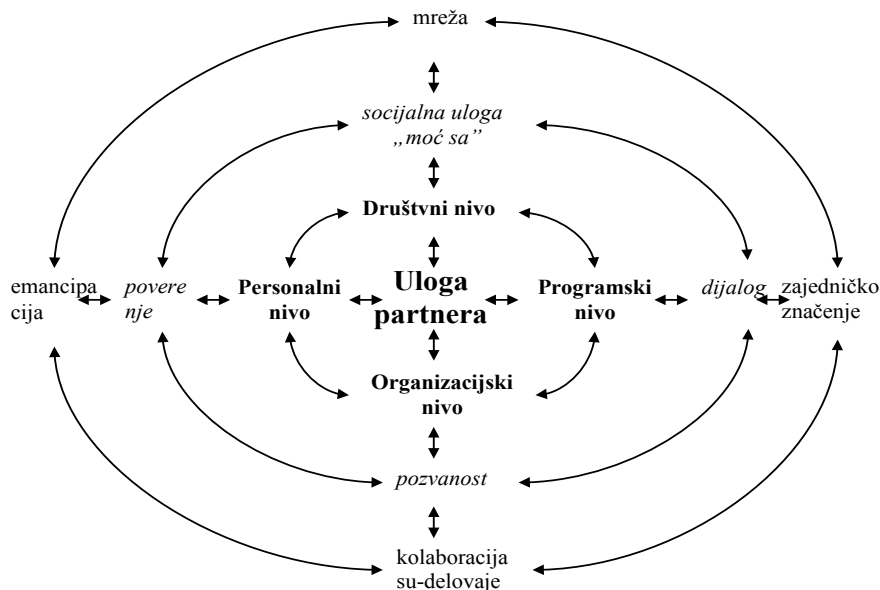 mreža
socijalna uloga
„moć sa”
Društvni nivo
emancipa
cija
povere
nje
Personalni
nivo
Uloga
partnera
Programski
nivo
dijalog
zajedničko
značenje
Organizacijski
nivo
pozvanost
kolaboracija
su-delovaje